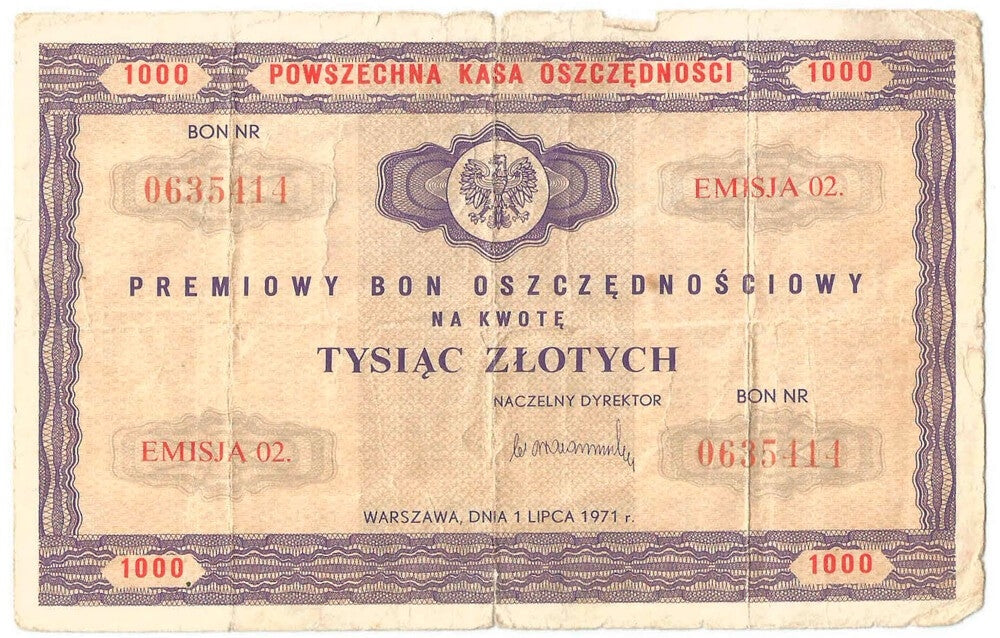 1000 POWSZECHNA KASA OSZCZĘDNOŚCI 1000
BON NR
0635414 EMISJA 02.
PREMIOWY BON OSZCZĘDNOŚCIOWY
NA KWOTĘ
TYSIĄC ZŁOTYCH
NACZELNY DYREKTOR BON NR
EMISJA 02. 0635414
WARSZAWA, DNIA 1 LIPCA 1971 r.
1000 1000